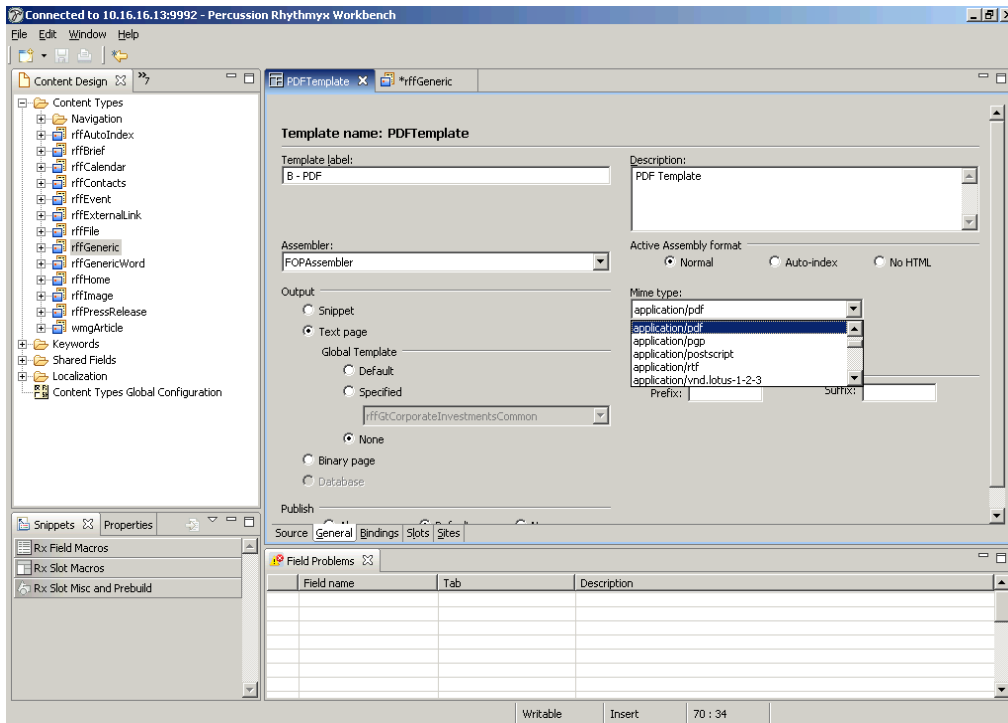 Connected to 10.16.16.13:9992 - Percussion Rhythmyx Workbench
File Edit Window Help
Content Design
»7
Content Types
Navigation
rffAutoIndex
rffBrief
rffCalendar
rffContacts
rffEvent
rffExternalLink
rffFile
rffGeneric
rffGenericWord
rffHome
rffImage
rffPressRelease
wmgArticle
Keywords
Shared Fields
Localization
Content Types Global Configuration
Snippets Properties
Rx Field Macros
Rx Slot Macros
Rx Slot Misc and Prebuild
PDFTemplate *rffGeneric
Template name: PDFTemplate
Template label:
B - PDF
Description:
PDF Template
Assembler:
FOPAssembler
Active Assembly format
Normal Auto-index No HTML
Output
Snippet
Text page
Global Template
Default
Specified
rffGtCorporateInvestmentsCommon
None
Binary page
Database
Mime type:
application/pdf
application/pdf
application/pgp
application/postscript
application/rtf
application/vnd.lotus-1-2-3
Prefix: Suffix:
Publish
Source General Bindings Slots Sites
Field Problems
Field name Tab Description
Writable Insert 70 : 34